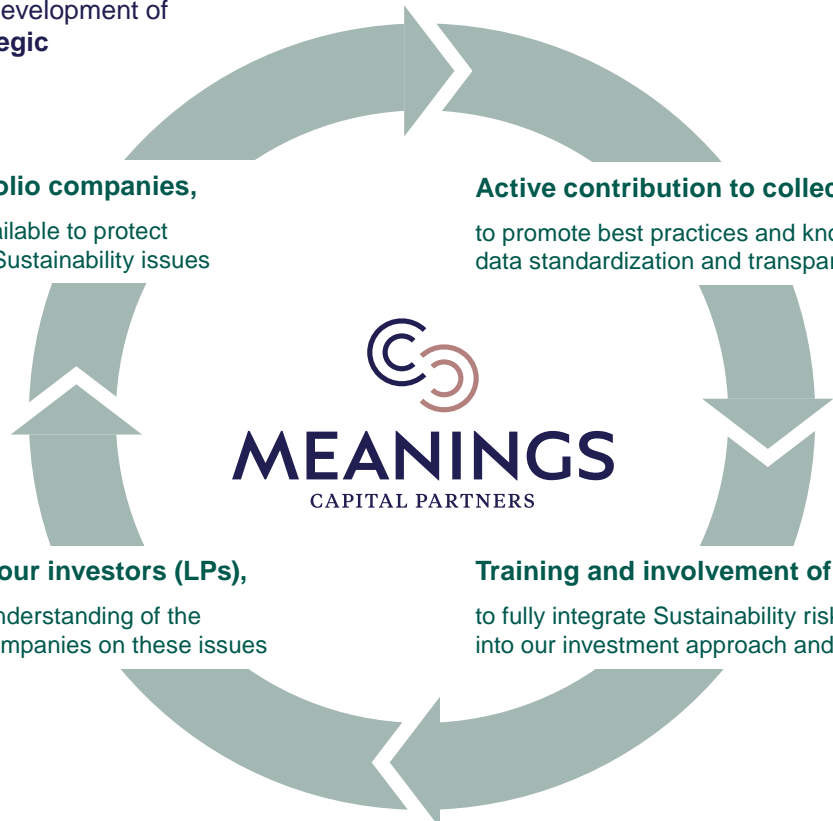 evelopment of
egic
olio companies,
ailable to protect
Sustainability issues
Active contribution to collec
to promote best practices and kno
data standardization and transpar
MEANINGS
CAPITAL PARTNERS
our investors (LPs),
nderstanding of the
mpanies on these issues
Training and involvement of
to fully integrate Sustainability risk
into our investment approach and